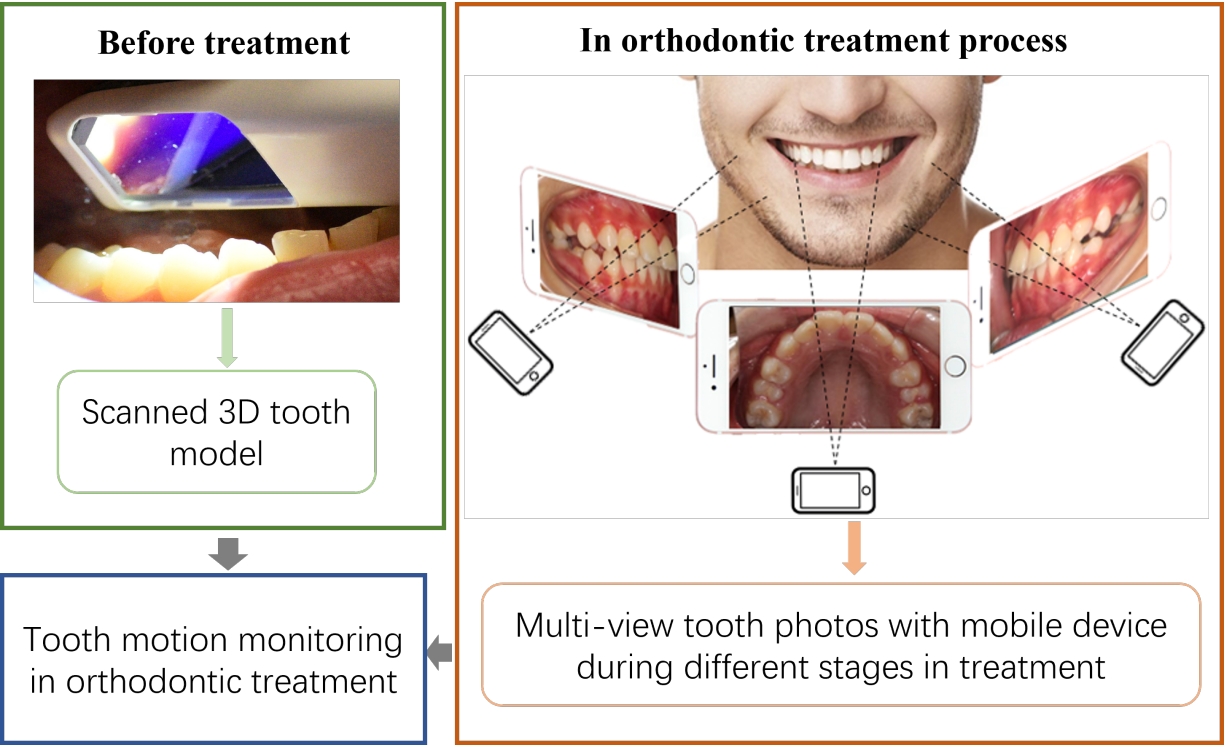 Before treatment
Scanned 3D tooth
model
In orthodontic treatment process
Multi-view tooth photos with mobile device
during different stages in treatment
Tooth motion monitoring
in orthodontic treatment